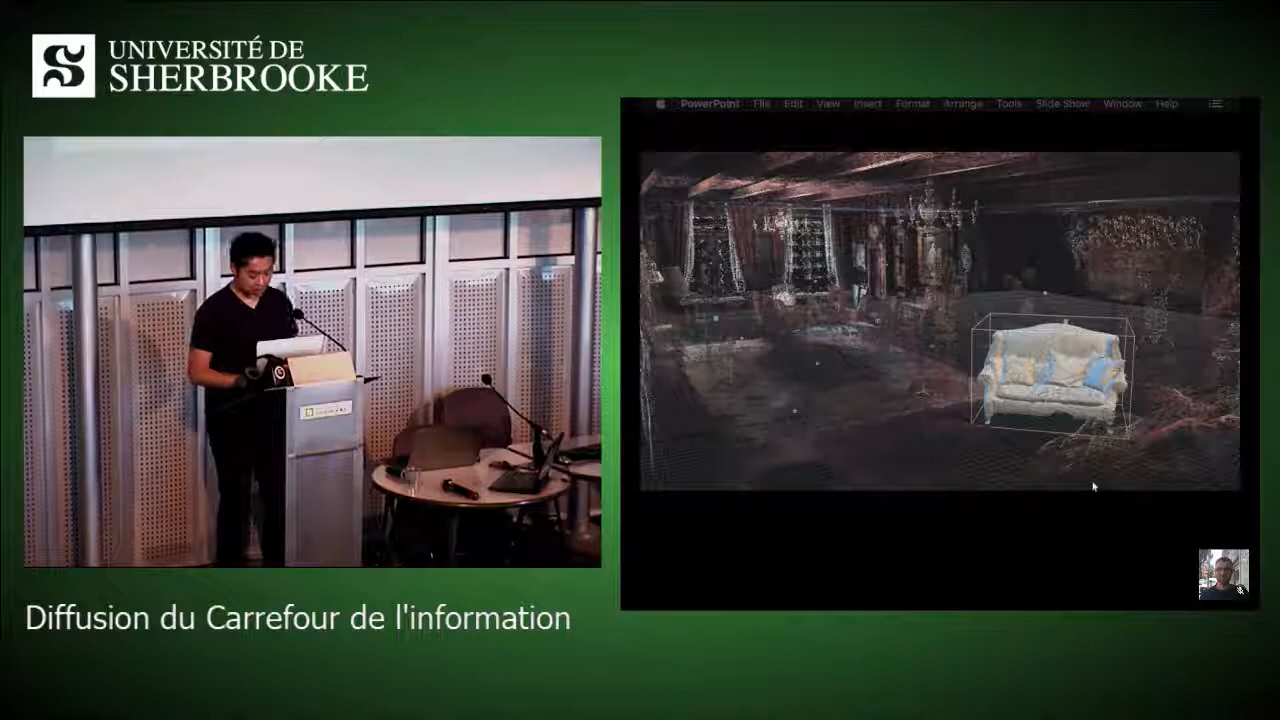 UNIVERSITÉ DE
SHERBROOKE
PowerPoint File Edit View Insert Format Arrange Tools Slide Show Window Help
Diffusion du Carrefour de l'information